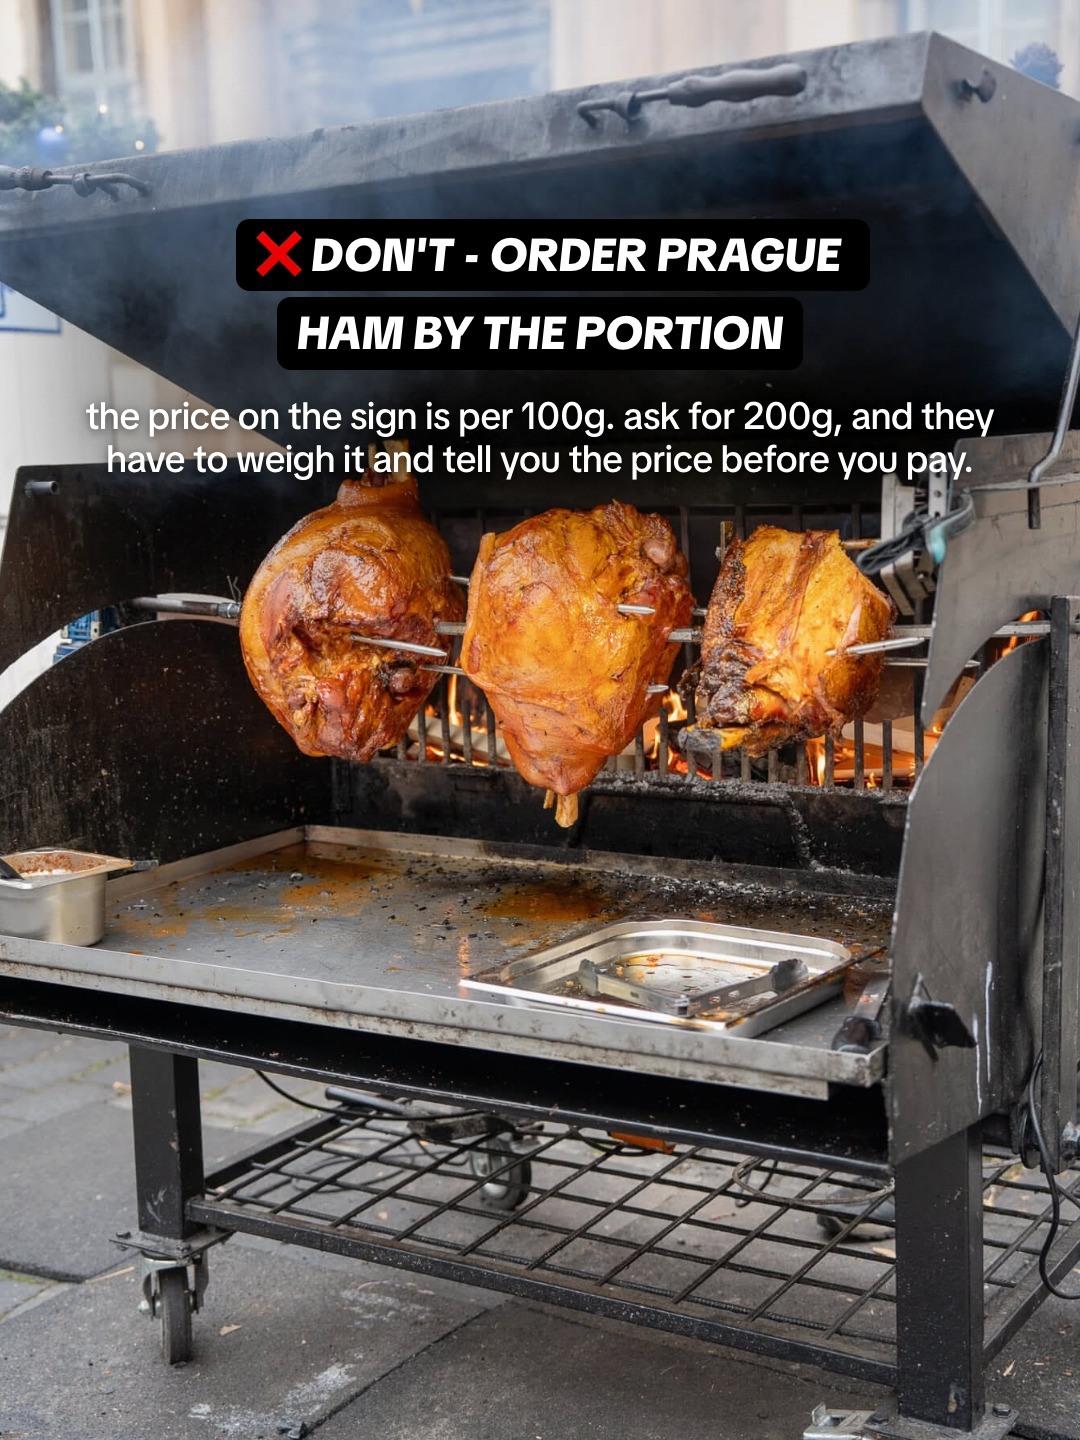 ❌ DON'T - ORDER PRAGUE
HAM BY THE PORTION
the price on the sign is per 100g. ask for 200g, and they
have to weigh it and tell you the price before you pay.